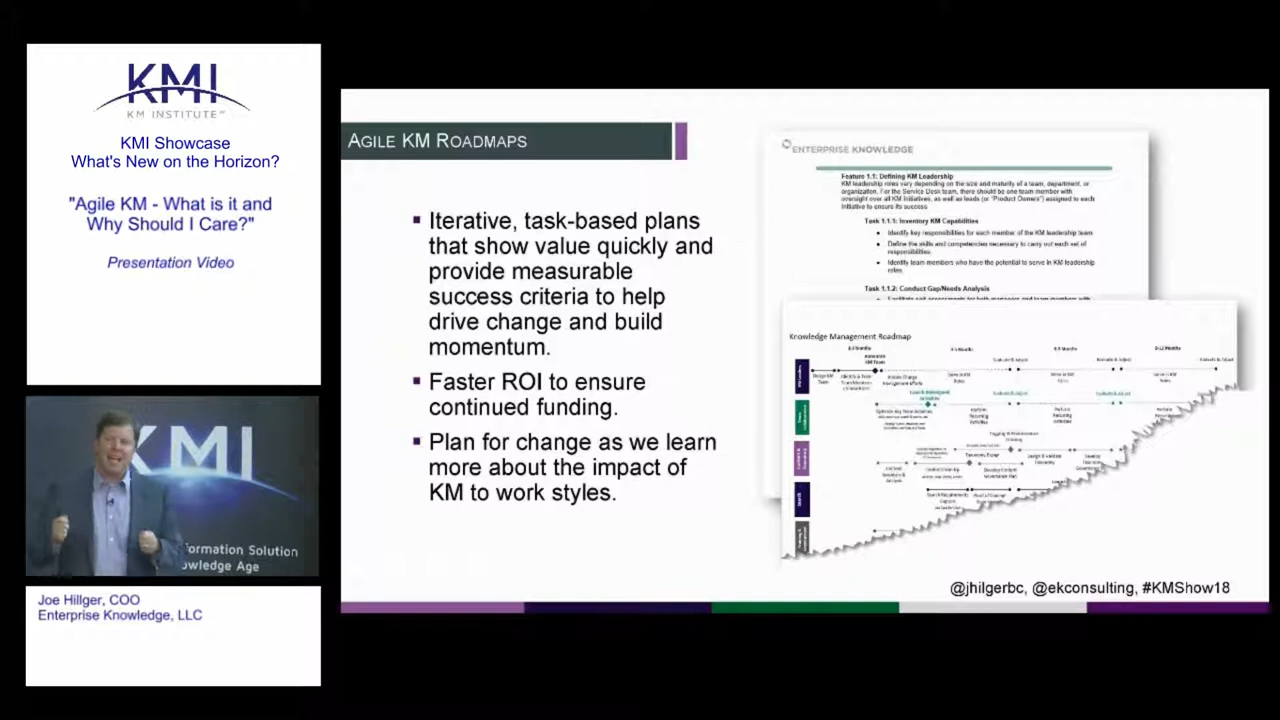 KMI
KM INSTITUTE
KMI Showcase
What's New on the Horizon?
"Agile KM - What is it and
Why Should I Care?"
Presentation Video
KMI
formation Solution
owledge Age
Joe Hillger, COO
Enterprise Knowledge, LLC
AGILE KM ROADMAPS
Iterative, task-based plans
that show value quickly and
provide measurable
success criteria to help
drive change and build
momentum.
Faster ROI to ensure
continued funding.
Plan for change as we learn
more about the impact of
KM to work styles.
ENTERPRISE KNOWLEDGE
Feature 1.1: Defining KM Leadership
KM leadership roles vary depending on the size and maturity of a team, department, or
organization. For the Service Desk team, there should be one team member with
oversight over all KM Initiatives, as well as leads (or "Product Owners") assigned to each
initiative to ensure its success
Task 1.1.1: Inventory KM Capabilities
Identify key responsibilities for each member of the KM leadership team
Define the skills and competencies necessary to carry out each set of
responsibilities.
Identify team members who have the potential to serve in KM leadership
roles.
Task 1.1.2: Conduct Gap/Needs Analysis
Knowledge Management Roadmap
@jhilgerbc, @ekconsulting, #KMShow18